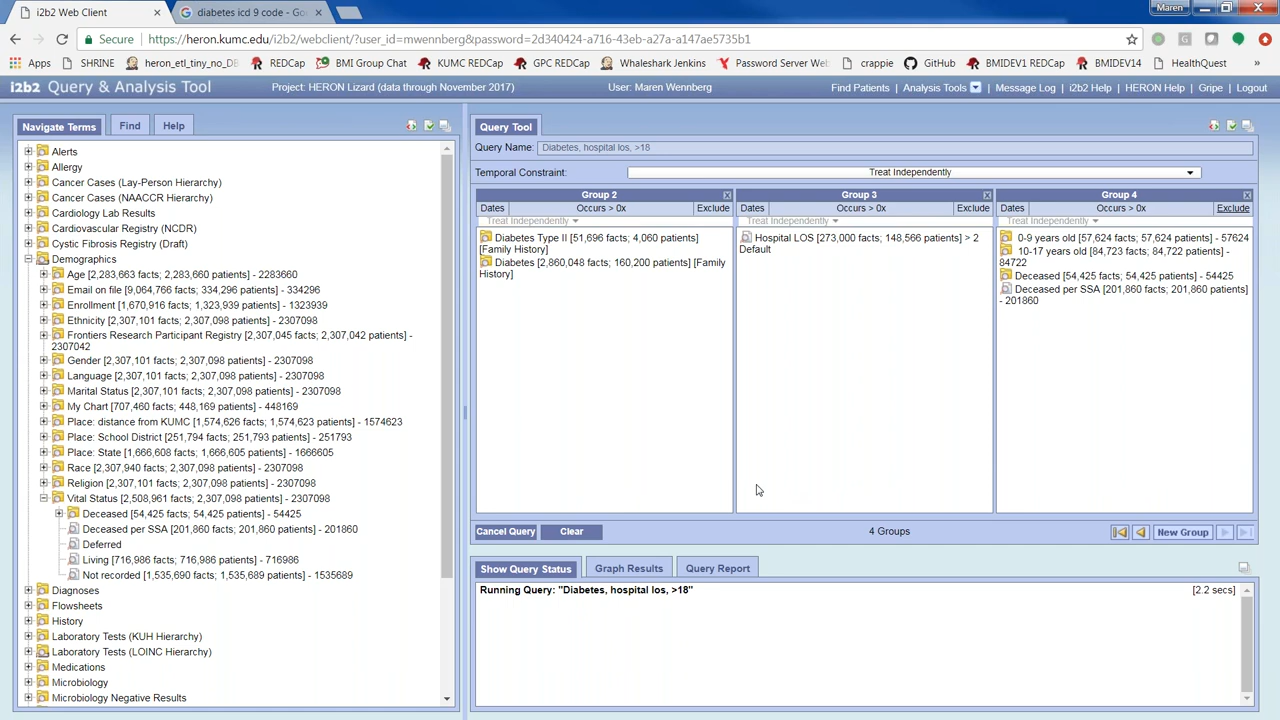 i2b2 Web Client
diabetes icd 9 code - Go
Maren
Secure
https://heron.kumc.edu/i2b2/webclient/?user_id=mwennberg&password=2d340424-a716-43eb-a27a-a147ae5735b1
SHRINE
heron_etl_tiny_no_DE
REDCap
BMI Group Chat
KUMC REDCap
GPC REDCap
Whaleshark Jenkins
Password Server Web
crappie
GitHub
BMIDEV1 REDCap
BMIDEV14
HealthQuest
»
i2b2 Query & Analysis Tool
Project: HERON Lizard (data through November 2017)
User: Maren Wennberg
Find Patients | Analysis Tools | Message Log | i2b2 Help | HERON Help | Gripe | Logout
Navigate Terms
Find
Help
Alerts
Allergy
Cancer Cases (Lay-Person Hierarchy)
Cancer Cases (NAACCR Hierarchy)
Cardiology Lab Results
Cardiovascular Registry (NCDR)
Cystic Fibrosis Registry (Draft)
Demographics
Age [2,283,663 facts; 2,283,660 patients] - 2283660
Email on file [9,064,766 facts; 334,296 patients] - 334296
Enrollment [1,670,916 facts; 1,323,939 patients] - 1323939
Ethnicity [2,307,101 facts; 2,307,098 patients] - 2307098
Frontiers Research Participant Registry [2,307,045 facts; 2,307,042 patients] -
2307042
Gender [2,307,101 facts; 2,307,098 patients] - 2307098
Language [2,307,101 facts; 2,307,098 patients] - 2307098
Marital Status [2,307,101 facts; 2,307,098 patients] - 2307098
My Chart [707,460 facts; 448,169 patients] - 448169
Place: distance from KUMC [1,574,626 facts; 1,574,623 patients] - 1574623
Place: School District [251,794 facts; 251,793 patients] - 251793
Place: State [1,666,608 facts; 1,666,605 patients] - 1666605
Race [2,307,940 facts; 2,307,098 patients] - 2307098
Religion [2,307,101 facts; 2,307,098 patients] - 2307098
Vital Status [2,508,961 facts; 2,307,098 patients] - 2307098
Deceased [54,425 facts; 54,425 patients] - 54425
Deceased per SSA [201,860 facts; 201,860 patients] - 201860
Deferred
Living [716,986 facts; 716,986 patients] - 716986
Not recorded [1,535,690 facts; 1,535,689 patients] - 1535689
Diagnoses
Flowsheets
History
Laboratory Tests (KUH Hierarchy)
Laboratory Tests (LOINC Hierarchy)
Medications
Microbiology
Microbiology Negative Results
Query Tool
Query Name:
Diabetes, hospital los, >18
Temporal Constraint:
Treat Independently
Group 2
Dates
Occurs > 0x
Exclude
Treat Independently
Diabetes Type II [51,696 facts; 4,060 patients]
[Family History]
Diabetes [2,860,048 facts; 160,200 patients] [Family
History]
Group 3
Dates
Occurs > 0x
Exclude
Treat Independently
Hospital LOS [273,000 facts; 148,566 patients] > 2
Default
Group 4
Dates
Occurs > 0x
Exclude
Treat Independently
0-9 years old [57,624 facts; 57,624 patients] - 57624
10-17 years old [84,723 facts; 84,722 patients] -
84722
Deceased [54,425 facts; 54,425 patients] - 54425
Deceased per SSA [201,860 facts; 201,860 patients]
- 201860
Cancel Query
Clear
4 Groups
New Group
Show Query Status
Graph Results
Query Report
Running Query: "Diabetes, hospital los, >18"
[2.2 secs]